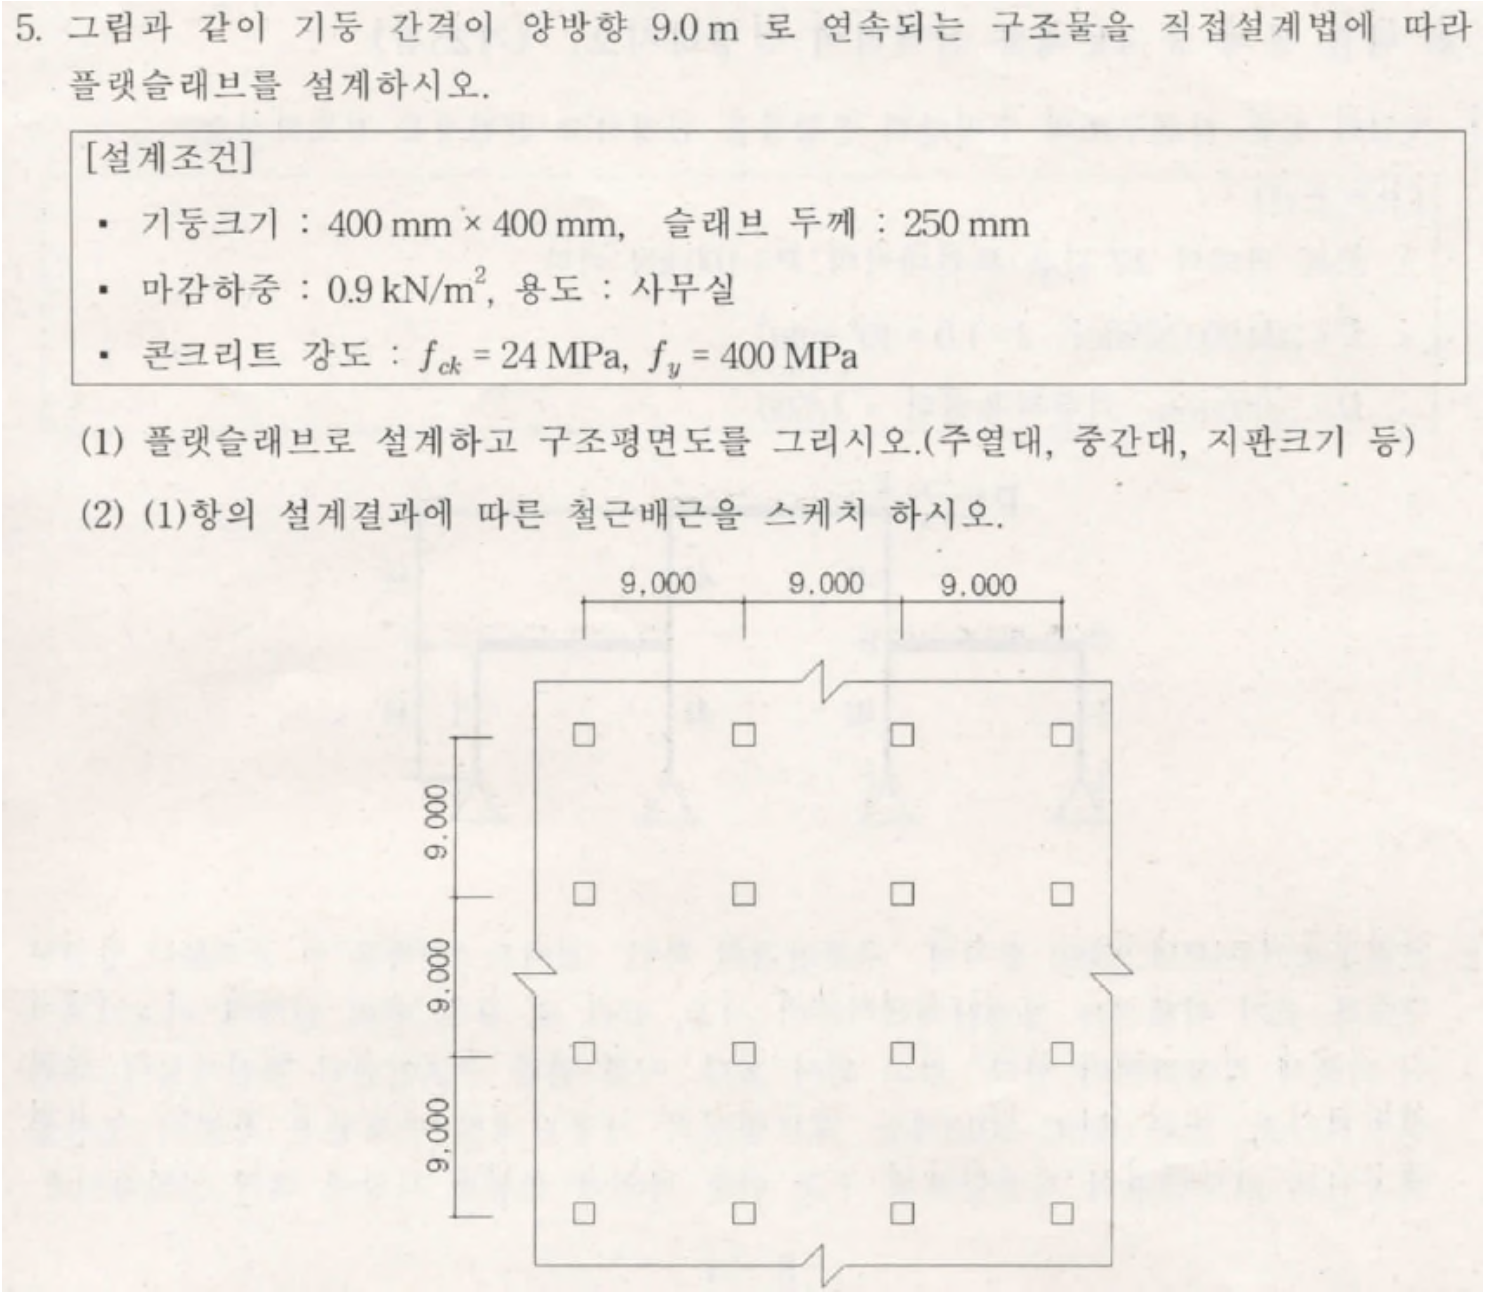 5. 그림과 같이 기둥 간격이 양방향 9.0 m 로 연속되는 구조물을 직접설계법에 따라
플랫슬래브를 설계하시오.
[설계조건]
▪ 기둥크기 : 400 mm × 400 mm, 슬래브 두께 : 250 mm
▪ 마감하중 : 0.9 kN/m², 용도 : 사무실
▪ 콘크리트 강도 : f_ck = 24 MPa, f_y = 400 MPa
(1) 플랫슬래브로 설계하고 구조평면도를 그리시오.(주열대, 중간대, 지판크기 등)
(2) (1)항의 설계결과에 따른 철근배근을 스케치 하시오.
9,000 9.000 9.000
9.000
9,000
9,000